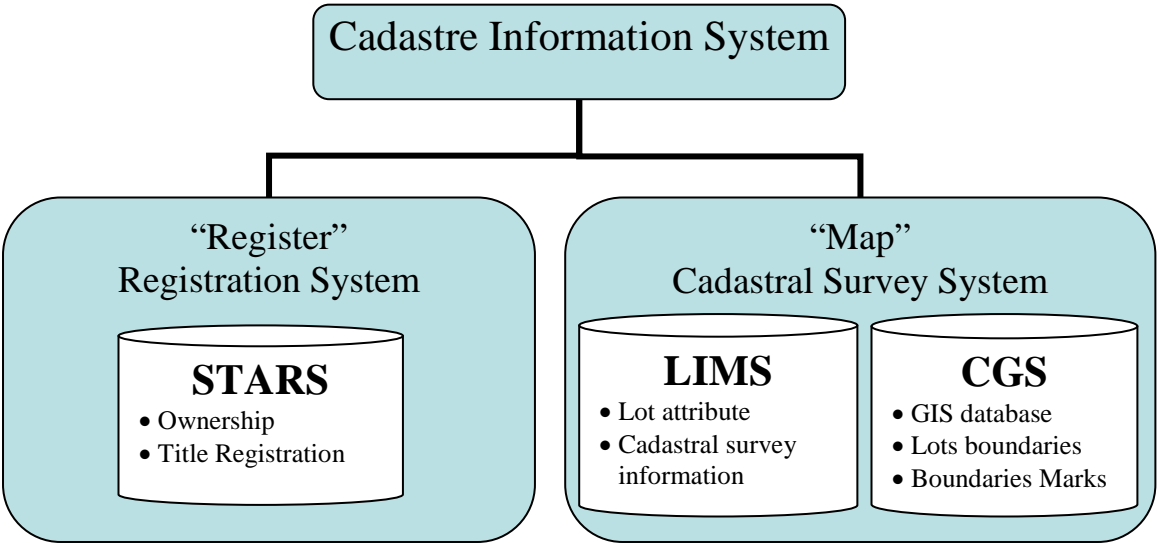 Cadastre Information System
“Register”
Registration System
STARS
• Ownership
• Title Registration
“Map”
Cadastral Survey System
LIMS
• Lot attribute
• Cadastral survey
information
CGS
• GIS database
• Lots boundaries
• Boundaries Marks